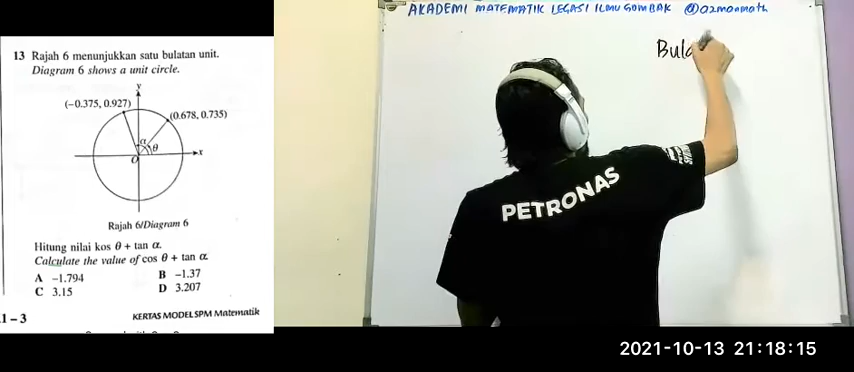 AKADEMI MATEMATIK LEGASI ILMU GOMBAK @azmanmath
Bula
13 Rajah 6 menunjukkan satu bulatan unit.
Diagram 6 shows a unit circle.
y
(−0.375, 0.927)
(0.678, 0.735)
α
θ
x
O
Rajah 6/Diagram 6
Hitung nilai kos θ + tan α.
Calculate the value of cos θ + tan α
A −1.794
B −1.37
C 3.15
D 3.207
1 – 3
KERTAS MODEL SPM Matematik
PETRONAS
2021-10-13 21:18:15